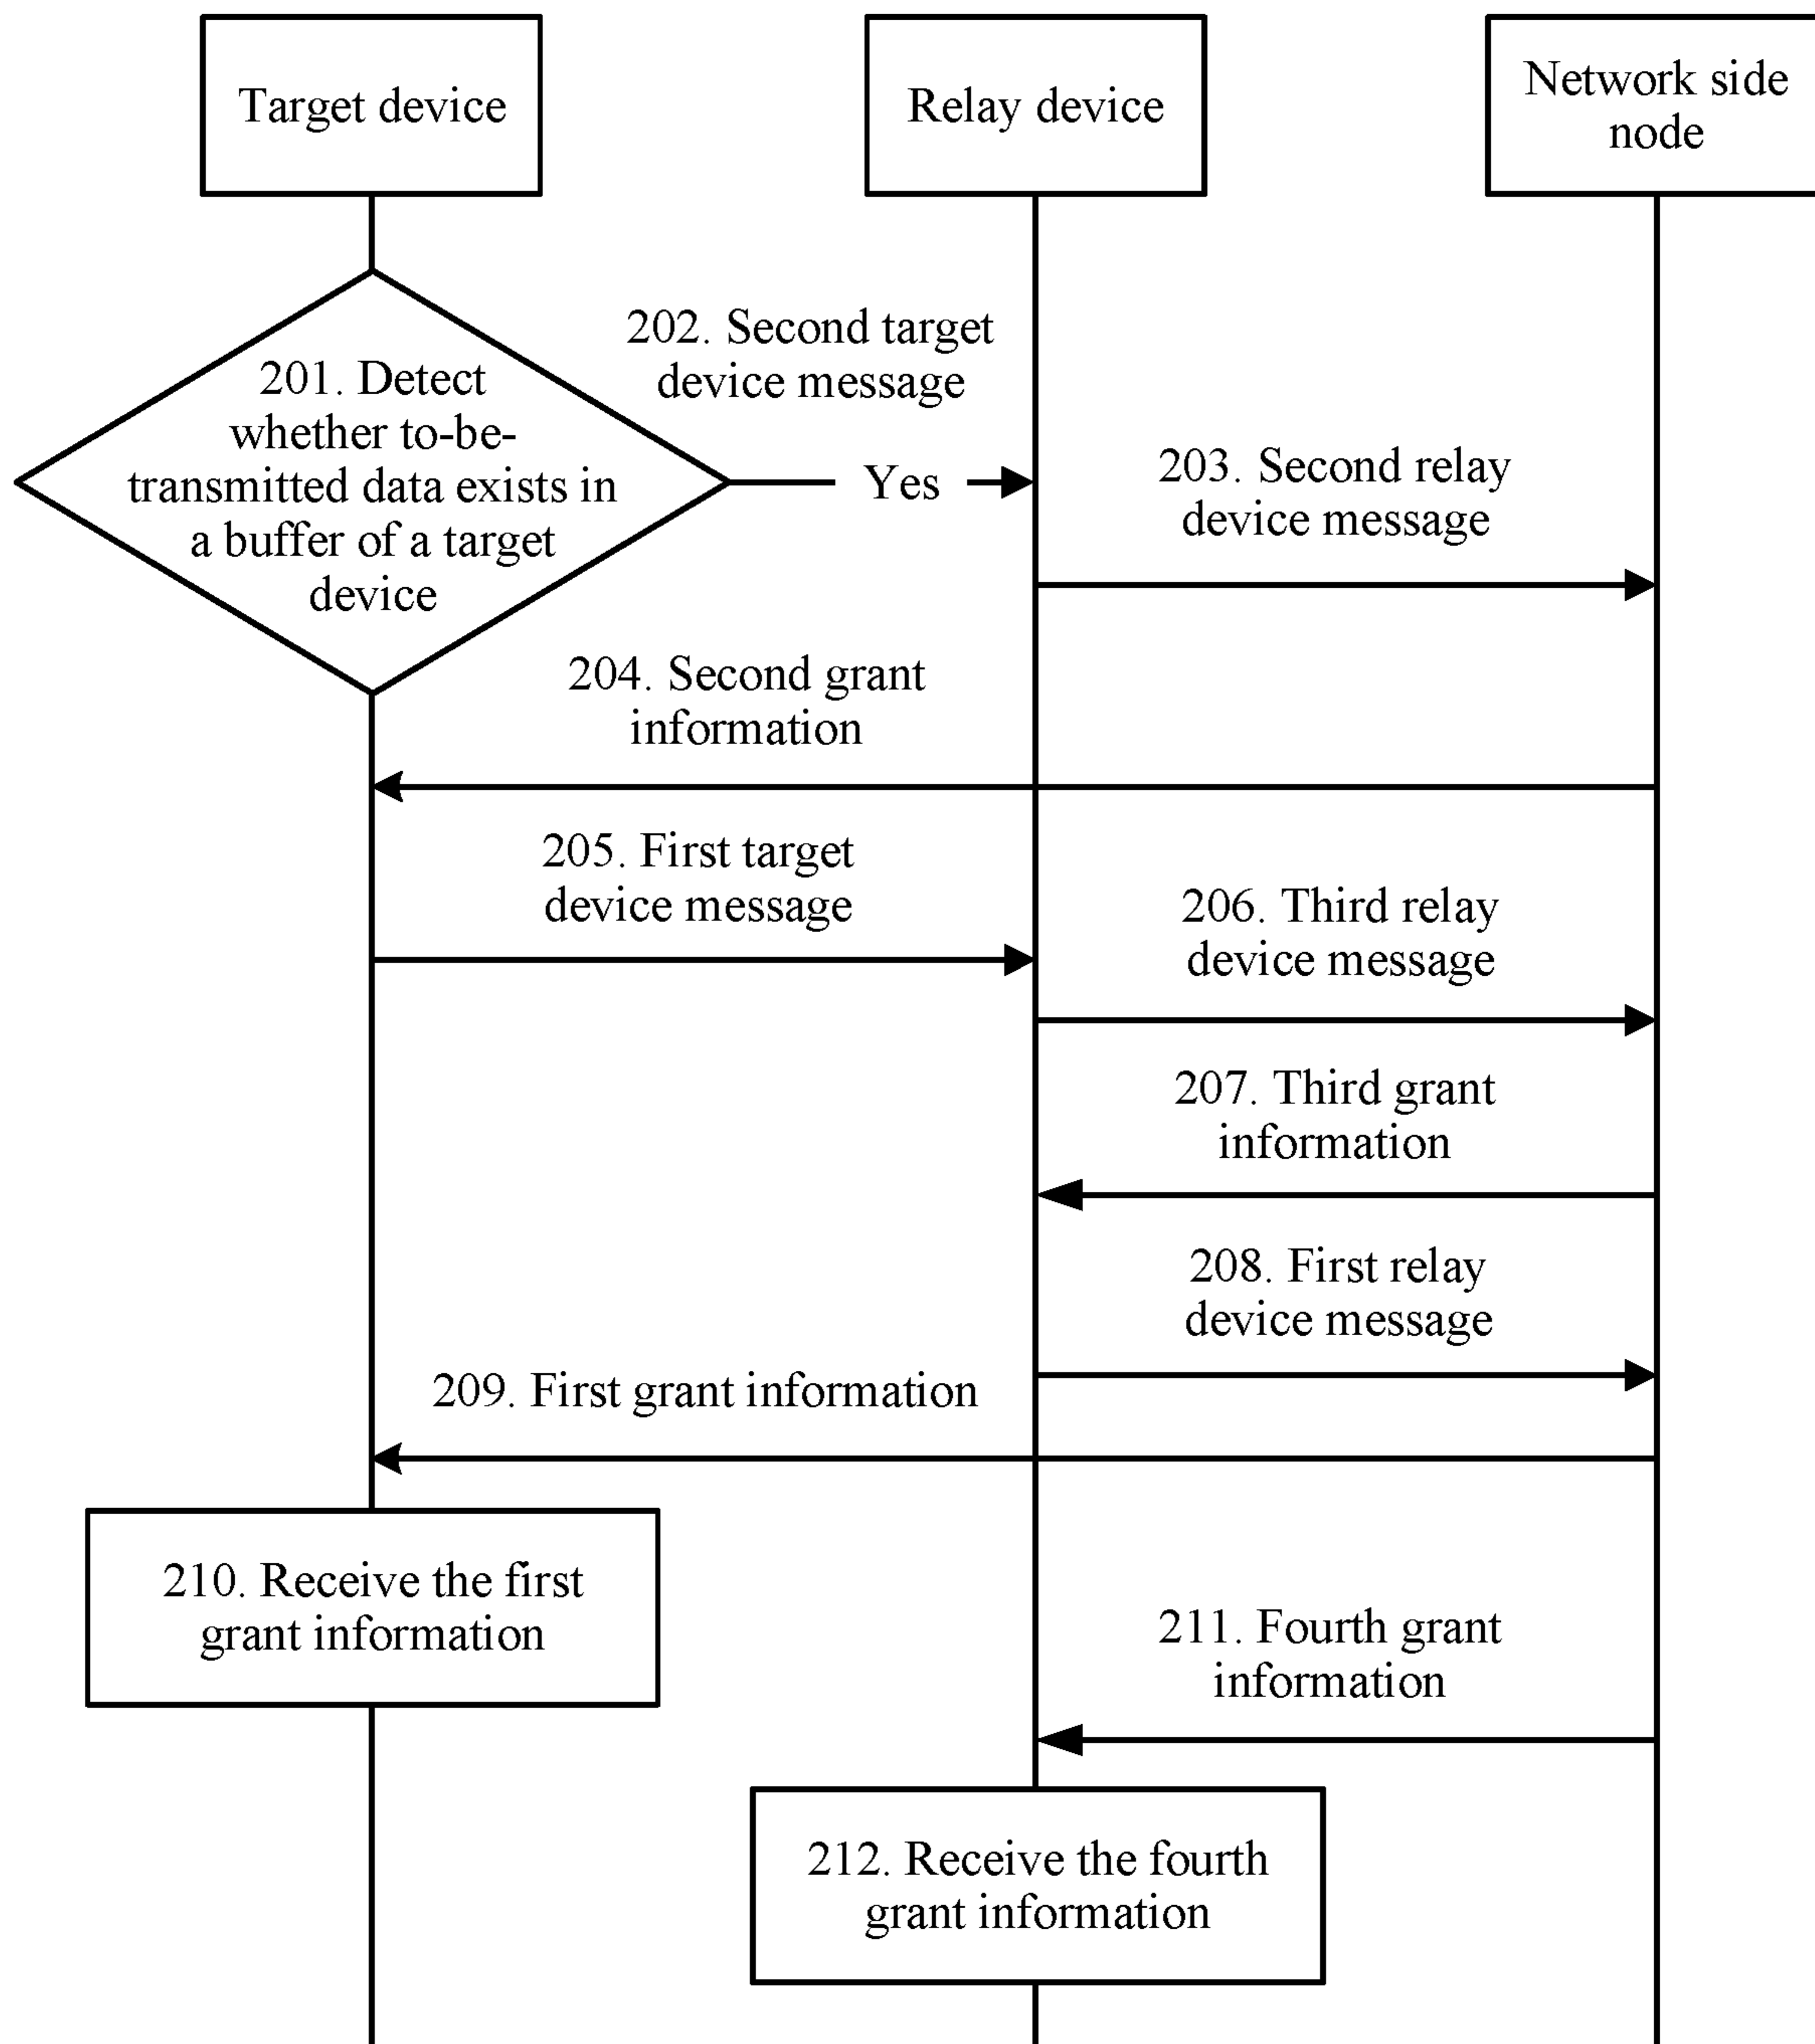 Target device
Relay device
Network side
node
201. Detect
whether to-be-
transmitted data exists in
a buffer of a target
device
202. Second target
device message
Yes
203. Second relay
device message
204. Second grant
information
205. First target
device message
206. Third relay
device message
207. Third grant
information
208. First relay
device message
209. First grant information
210. Receive the first
grant information
211. Fourth grant
information
212. Receive the fourth
grant information